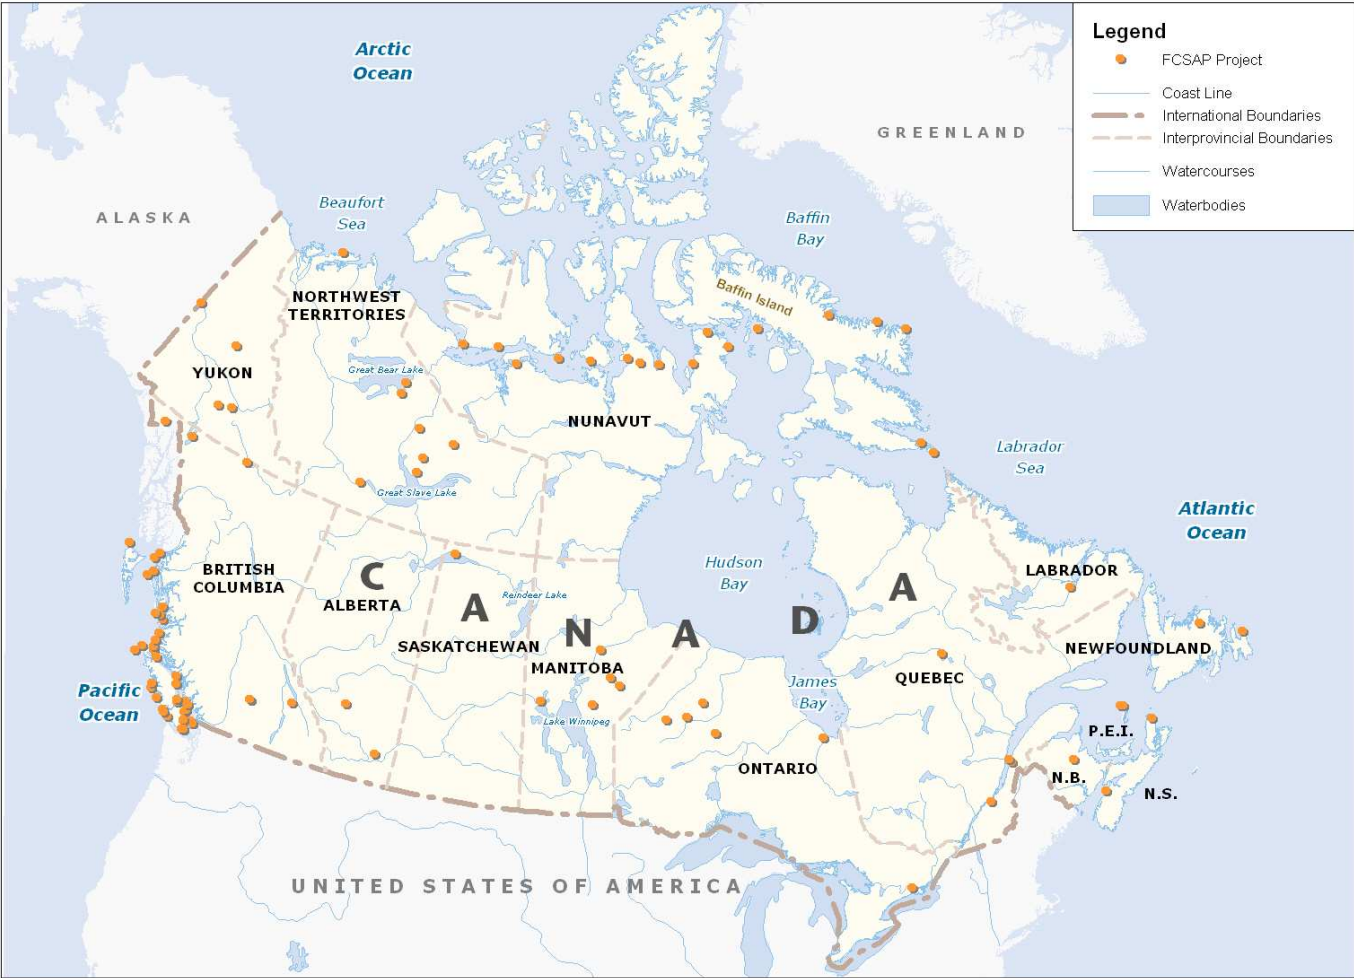 Legend
FCSAP Project
Coast Line
International Boundaries
Interprovincial Boundaries
Watercourses
Waterbodies
Arctic
Ocean
GREENLAND
ALASKA
Beaufort
Sea
Baffin
Bay
Baffin Island
NORTHWEST
TERRITORIES
YUKON
Great Bear Lake
NUNAVUT
Labrador
Sea
Great Slave Lake
Atlantic
Ocean
BRITISH
COLUMBIA
C
ALBERTA
A
SASKATCHEWAN
Reindeer Lake
N
MANITOBA
A
Hudson
Bay
D
A
LABRADOR
NEWFOUNDLAND
QUEBEC
James
Bay
Pacific
Ocean
Lake Winnipeg
ONTARIO
P.E.I.
N.B.
N.S.
UNITED STATES OF AMERICA